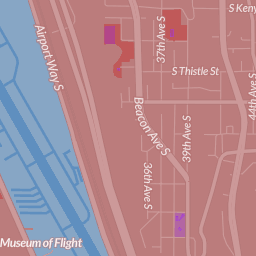 S Keny
37th Ave S
Airport Way S
S Thistle St
Beacon Ave S
44th Ave S
39th Ave S
36th Ave S
Museum of Flight